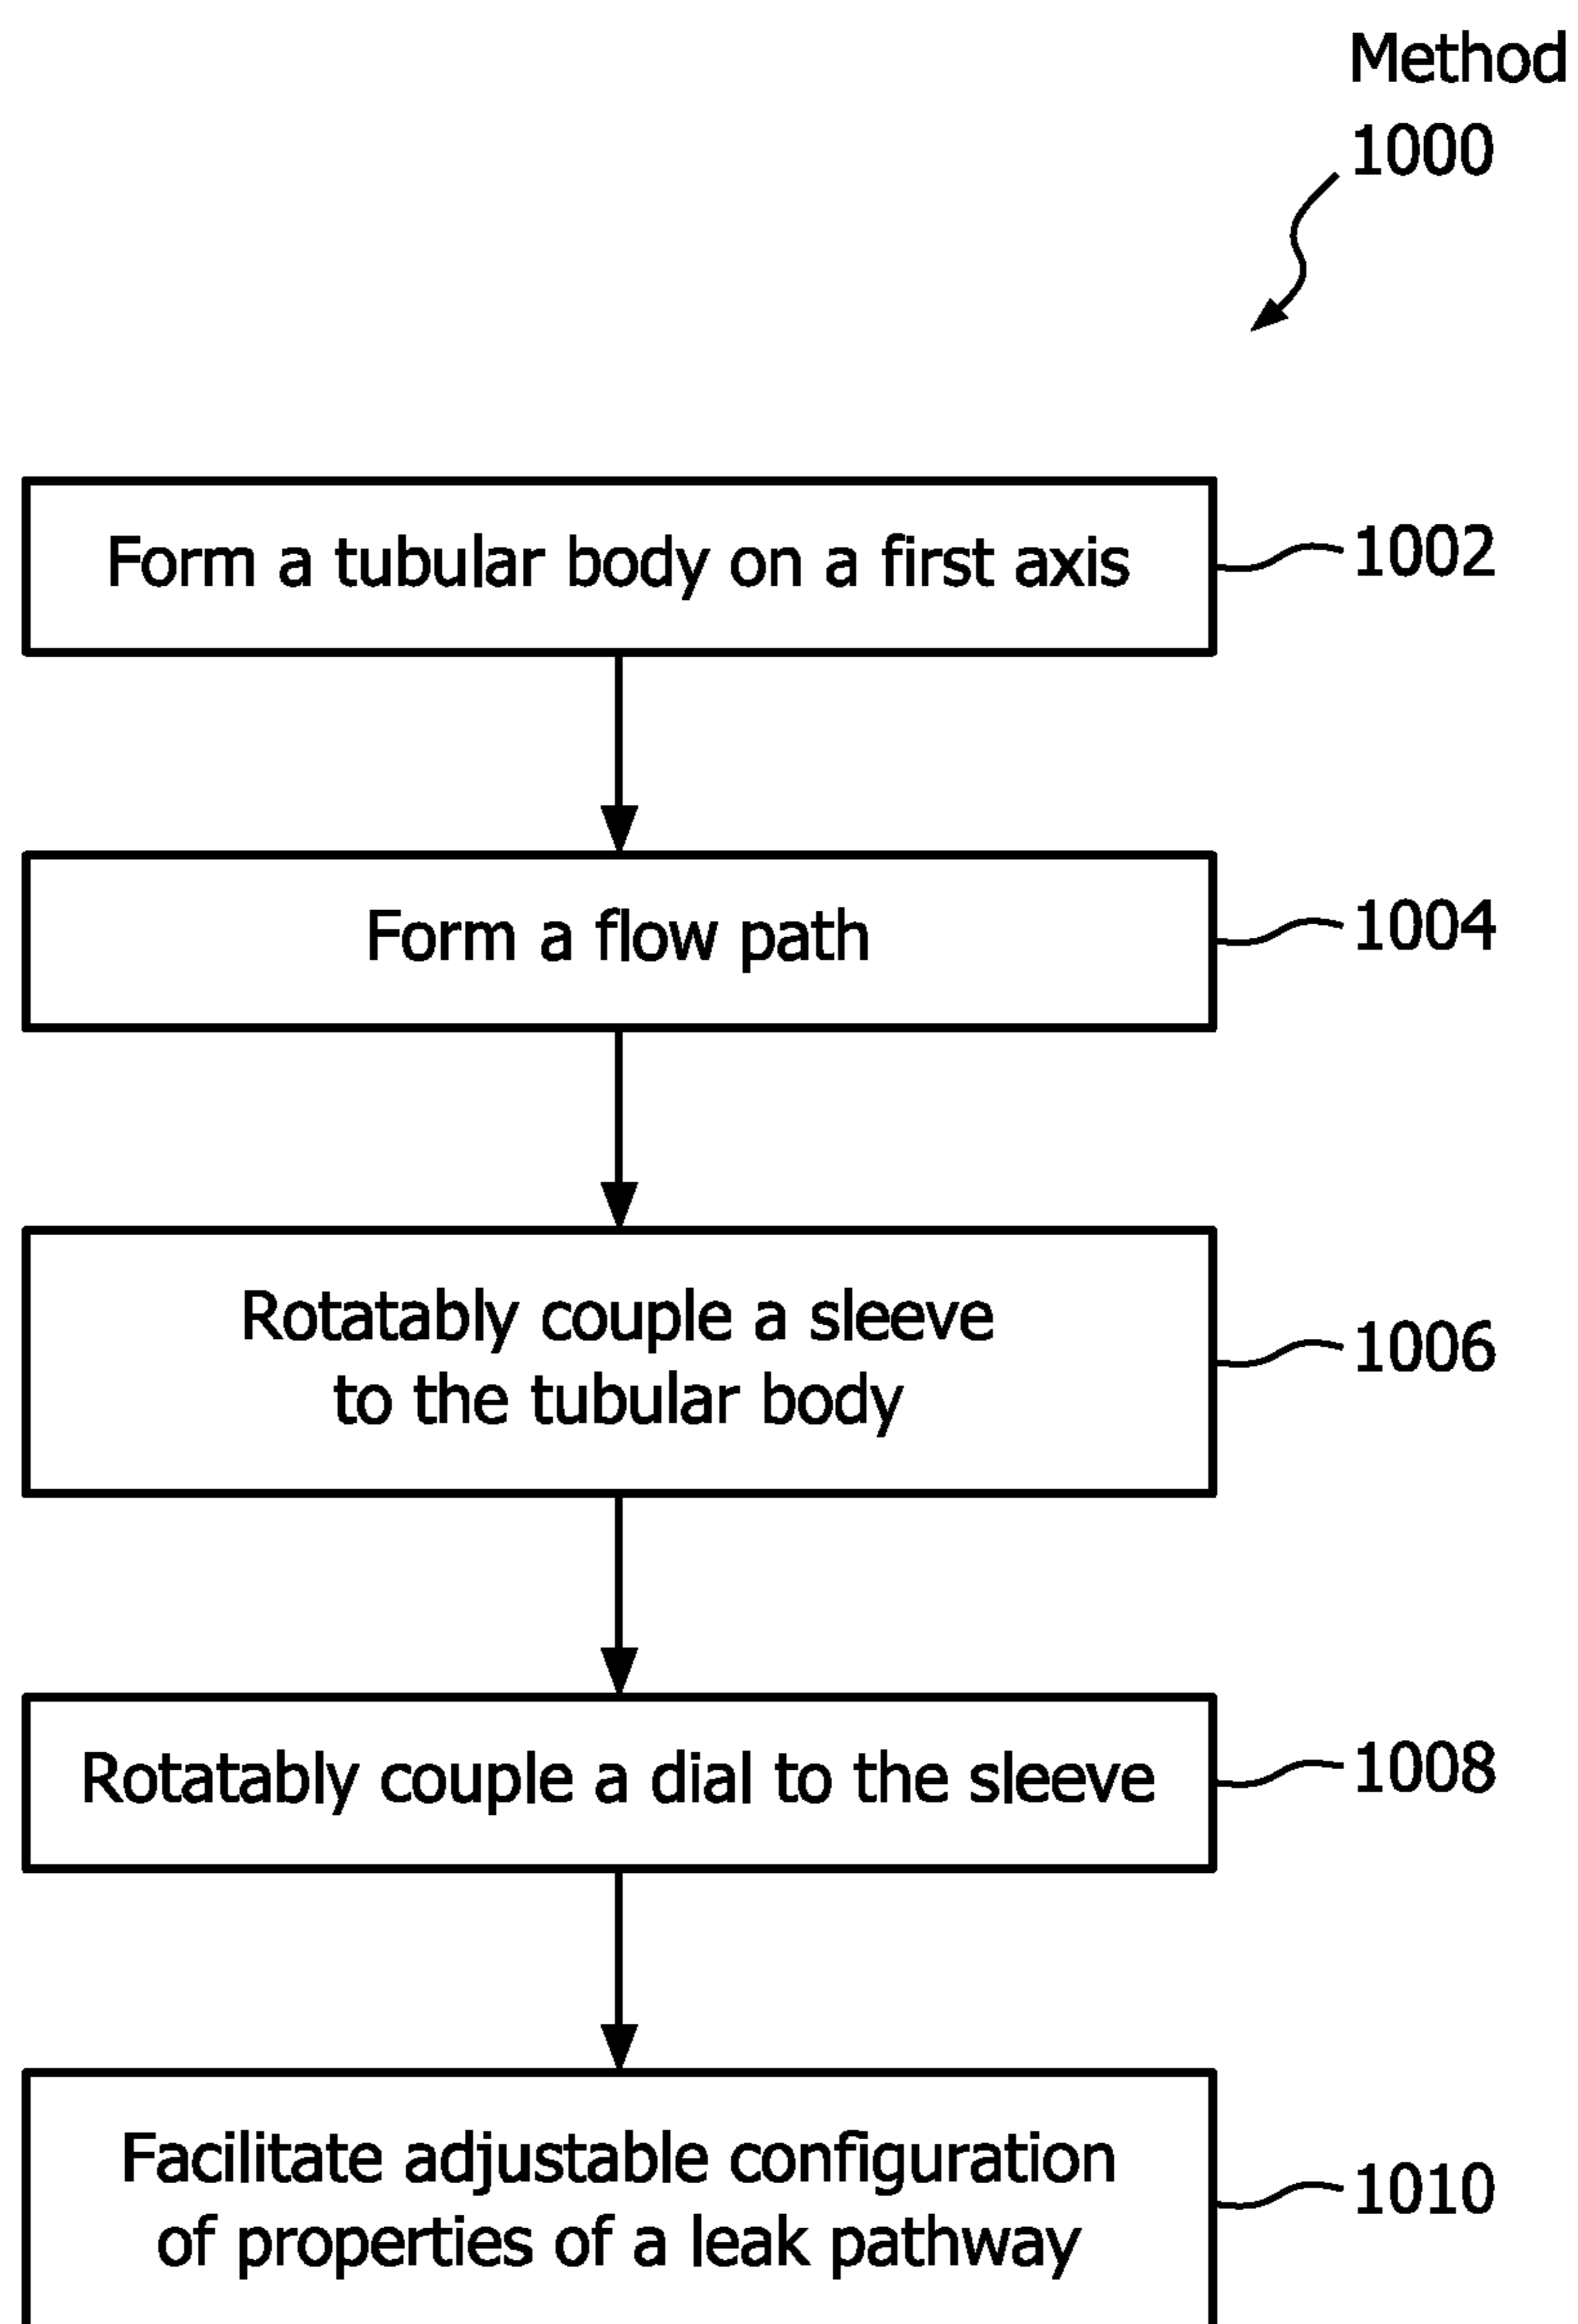 Method
1000
Form a tubular body on a first axis
1002
Form a flow path
1004
Rotatably couple a sleeve
to the tubular body
1006
Rotatably couple a dial to the sleeve
1008
Facilitate adjustable configuration
of properties of a leak pathway
1010